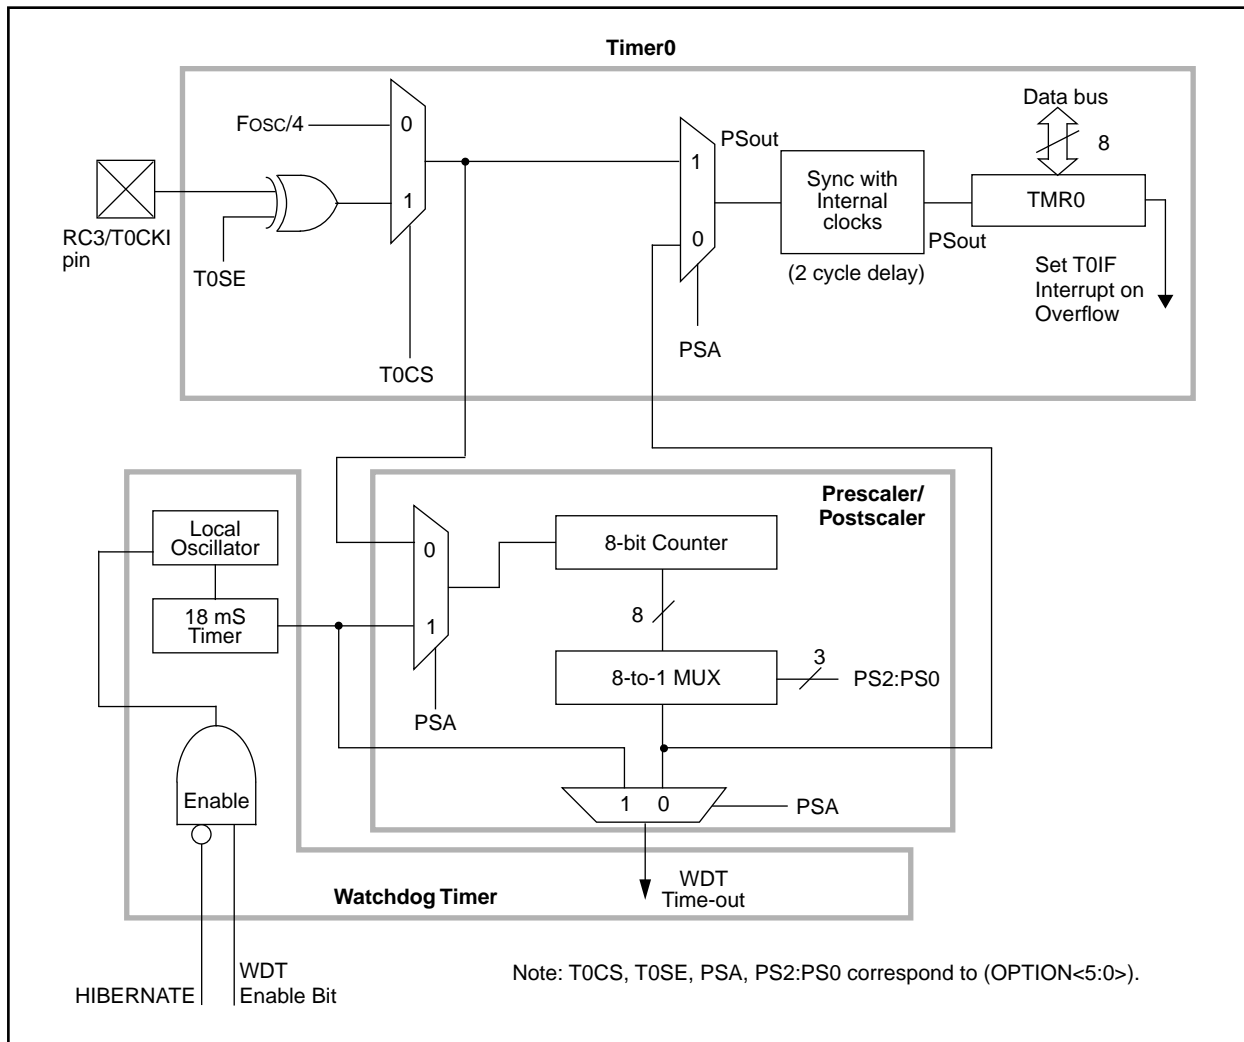 Timer0
Data bus
FOSC/4
0
PSout
8
1
Sync with
Internal
clocks
TMR0
1
RC3/T0CKI
pin
0
PSout
T0SE
(2 cycle delay)
Set T0IF
Interrupt on
Overflow
PSA
T0CS
Prescaler/
Postscaler
Local
Oscillator
0
8-bit Counter
18 mS
Timer
1
8
3
8-to-1 MUX
PS2:PS0
PSA
Enable
1 0
PSA
WDT
Time-out
Watchdog Timer
HIBERNATE
WDT
Enable Bit
Note: T0CS, T0SE, PSA, PS2:PS0 correspond to (OPTION<5:0>).